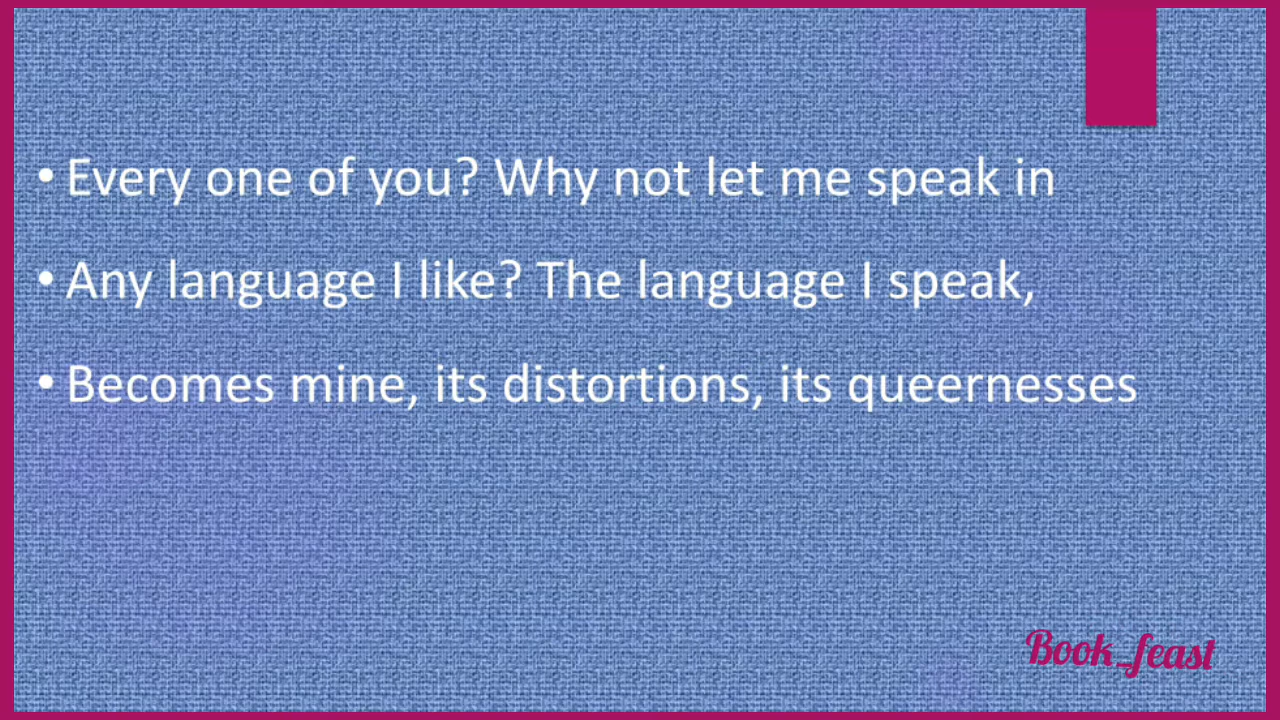 • Every one of you? Why not let me speak in
• Any language I like? The language I speak,
• Becomes mine, its distortions, its queernesses
Book_feast